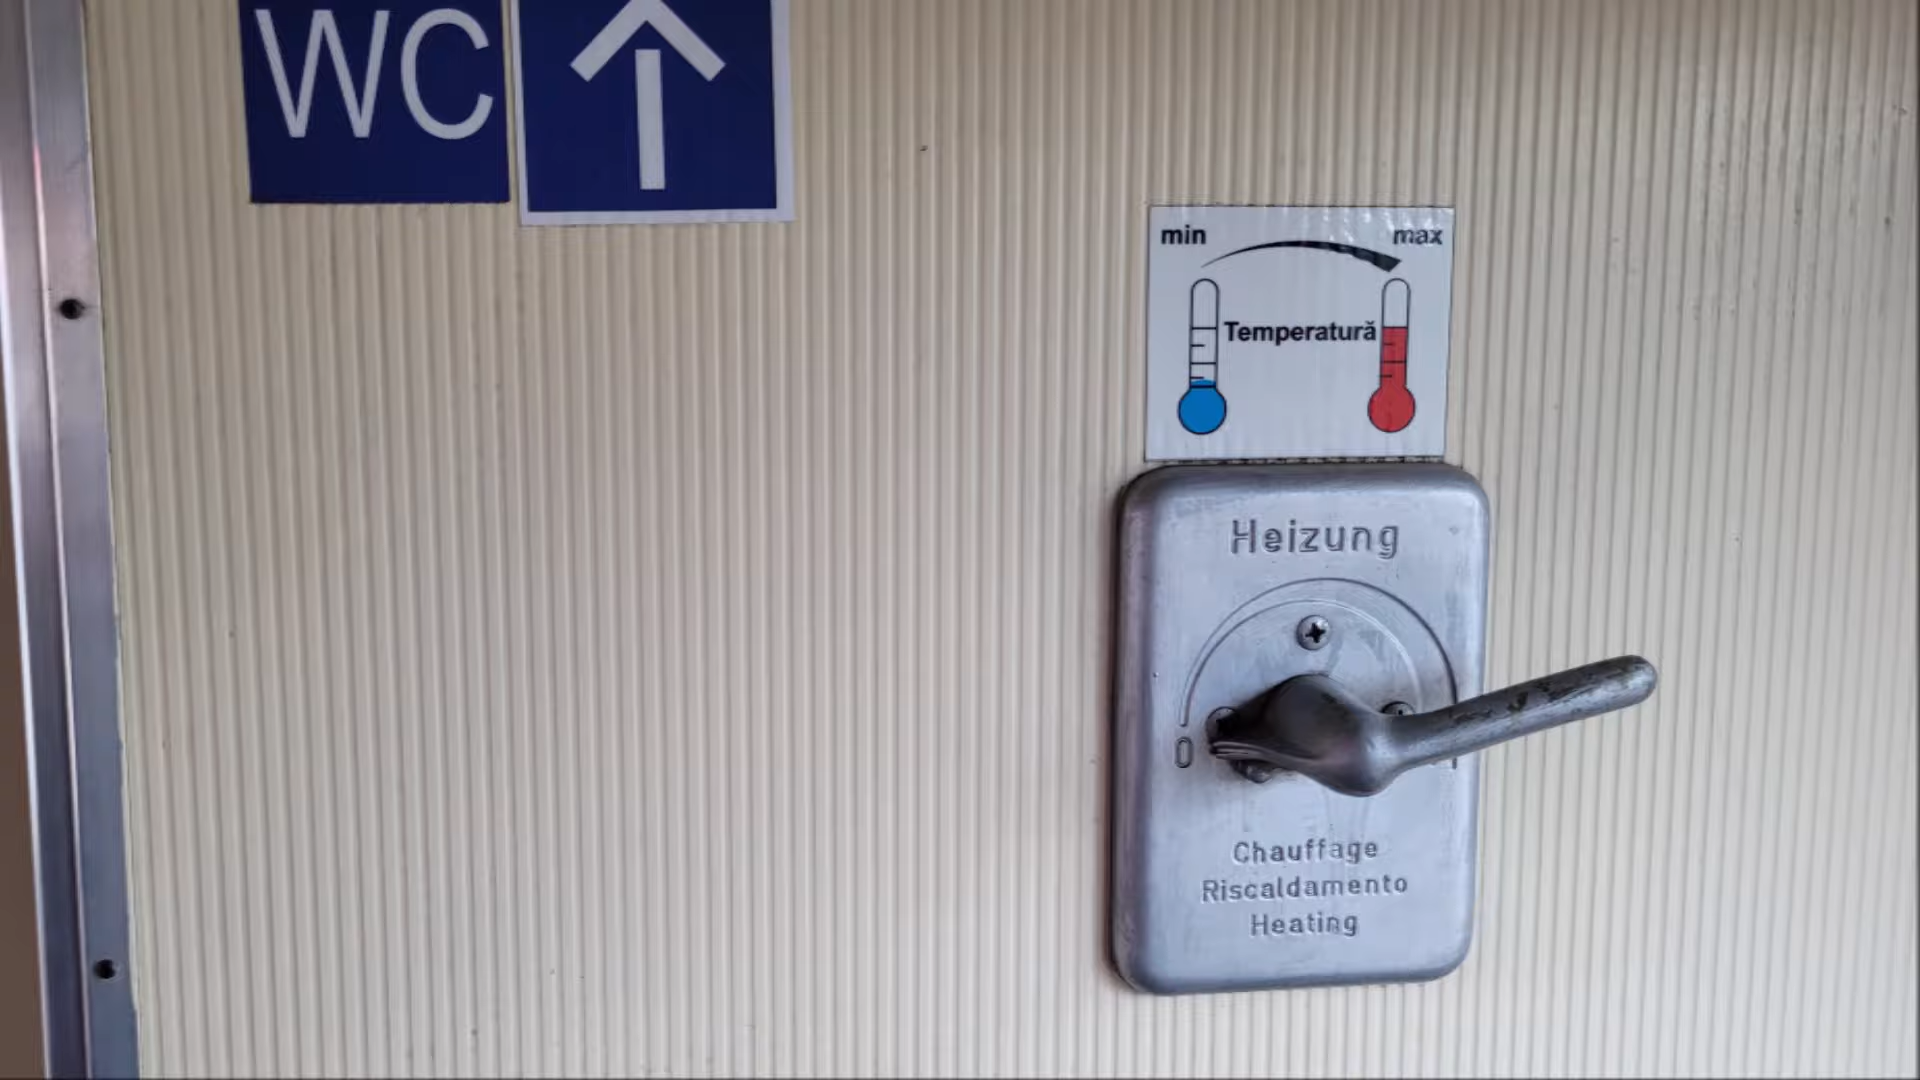 WC
min max
Temperatură
Heizung
0
Chauffage
Riscaldamento
Heating